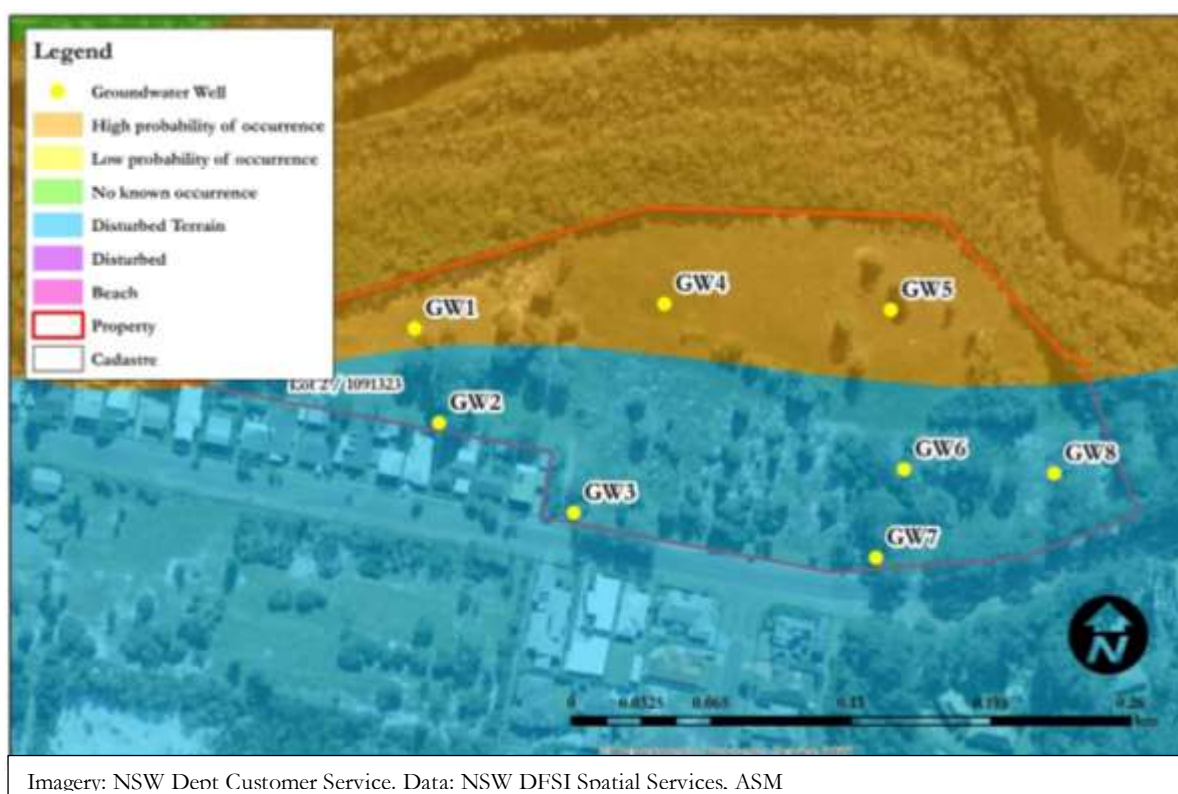 Legend
Groundwater Well
High probability of occurrence
Low probability of occurrence
No known occurrence
Disturbed Terrain
Disturbed
Beach
Property
Cadastre
GW4
GW5
GW1
1091323
GW2
GW6
GW8
GW3
GW7
N
0 0.0325 0.065 0.13 0.195 0.26
km
Imagery: NSW Dept Customer Service. Data: NSW DFSI Spatial Services, ASM